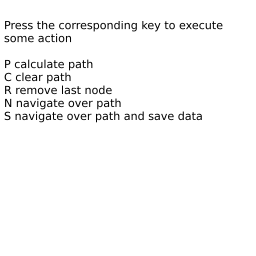 Press the corresponding key to execute
some action
P calculate path
C clear path
R remove last node
N navigate over path
S navigate over path and save data